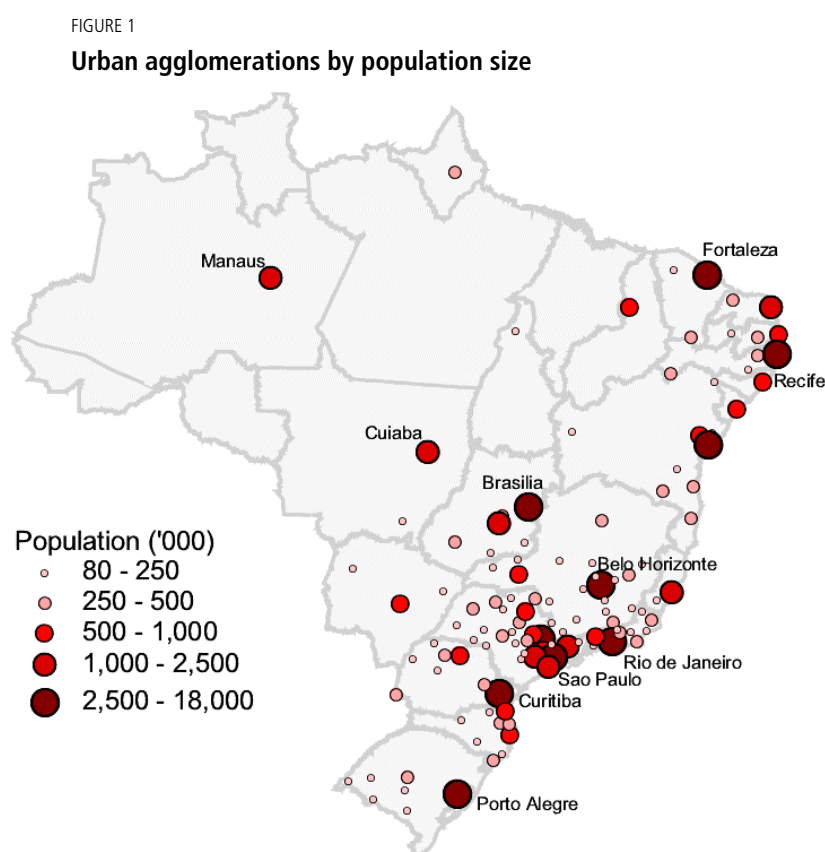 FIGURE 1
Urban agglomerations by population size
Manaus
Fortaleza
Recife
Cuiaba
Brasilia
Belo Horizonte
Rio de Janeiro
Sao Paulo
Curitiba
Porto Alegre
Population ('000)
80 - 250
250 - 500
500 - 1,000
1,000 - 2,500
2,500 - 18,000